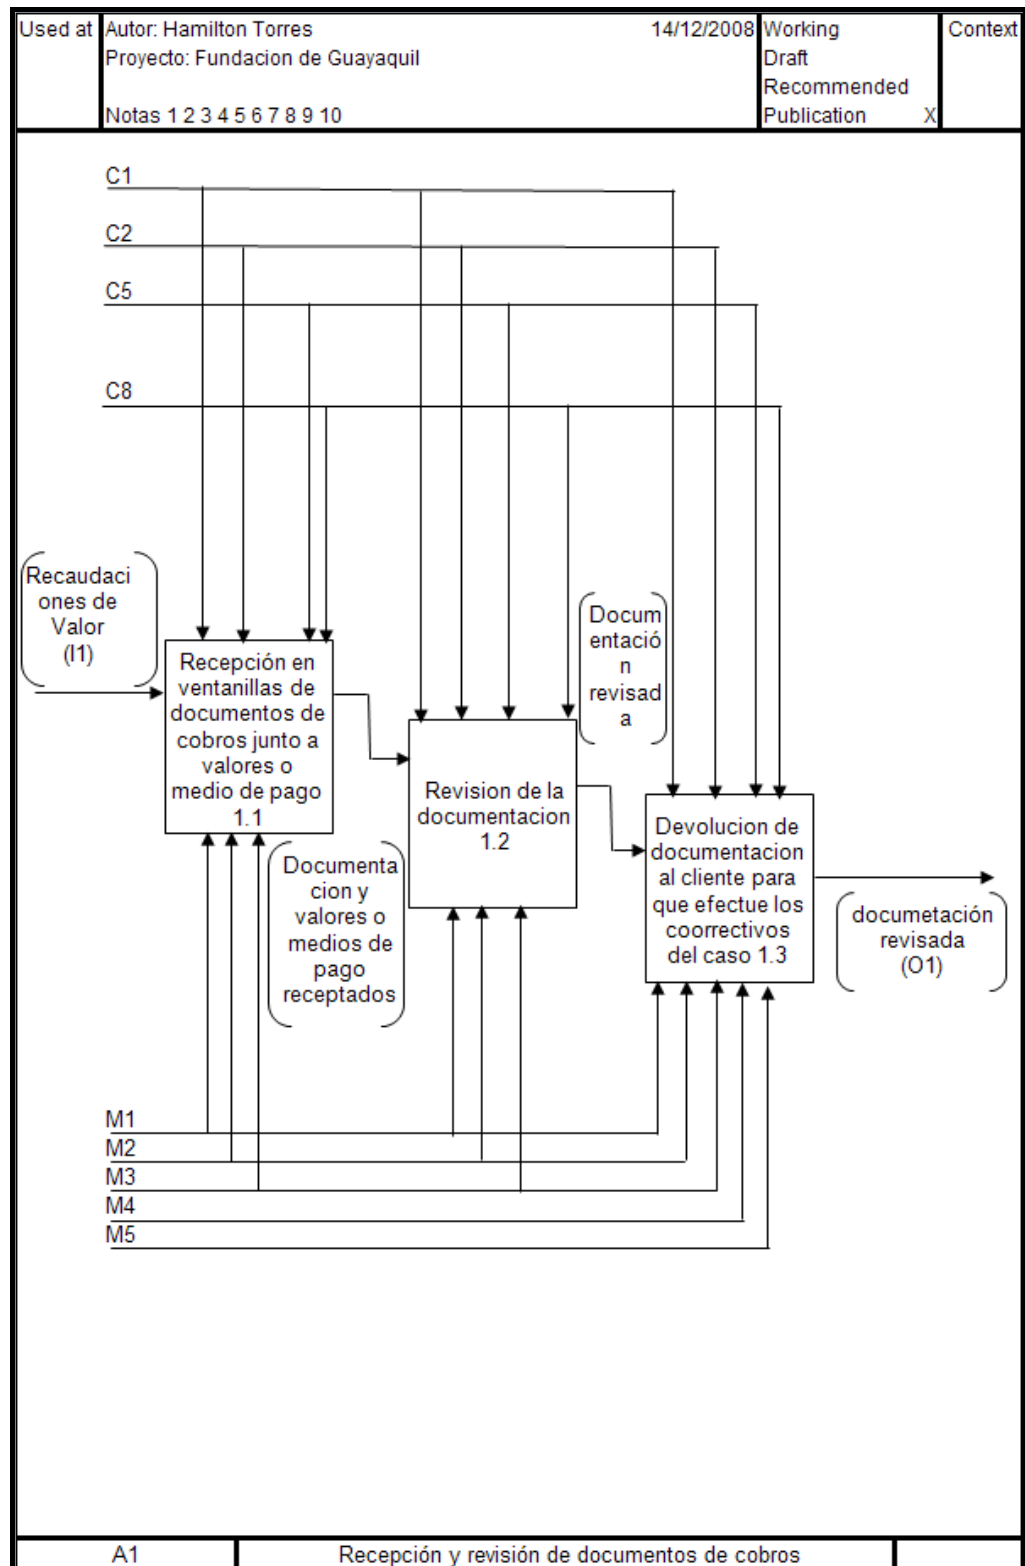 Used at
Autor: Hamilton Torres
14/12/2008
Proyecto: Fundacion de Guayaquil
Notas 1 2 3 4 5 6 7 8 9 10
Working
Draft
Recommended
Publication X
Context
C1
C2
C5
C8
Recaudaci
ones de
Valor
(I1)
Recepción en
ventanillas de
documentos de
cobros junto a
valores o
medio de pago
1.1
Documenta
cion y
valores o
medios de
pago
receptados
Revision de la
documentacion
1.2
Docum
entació
n
revisad
a
Devolucion de
documentacion
al cliente para
que efectue los
coorrectivos
del caso 1.3
documetación
revisada
(O1)
M1
M2
M3
M4
M5
A1
Recepción y revisión de documentos de cobros